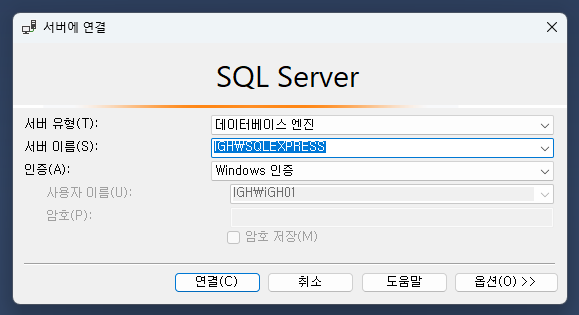 서버에 연결
SQL Server
서버 유형(T): 데이터베이스 엔진
서버 이름(S): IGH₩SQLEXPRESS
인증(A): Windows 인증
사용자 이름(U): IGH₩IGH01
암호(P):
암호 저장(M)
연결(C) 취소 도움말 옵션(O) >>